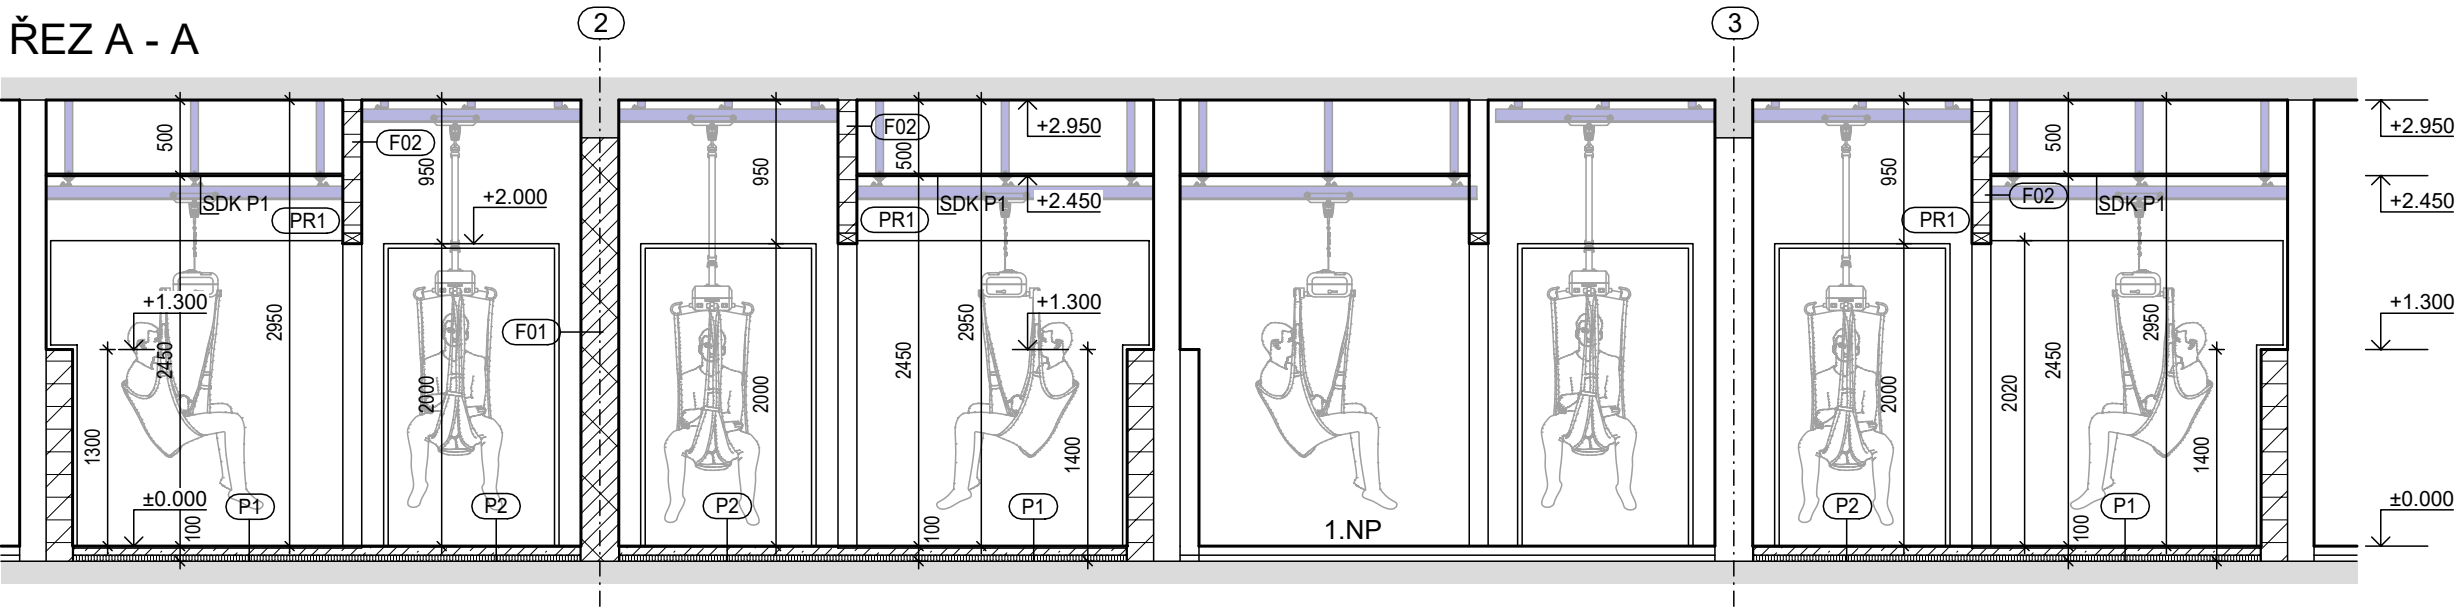 2
3
ŘEZ A - A
500
F02
950
+2.000
SDK P1
PR1
+1.300
2950
2450
2000
F01
1300
±0.000
100
P1
P2
950
F02
500
+2.950
+2.450
SDK P1
PR1
2950
+1.300
2450
2000
1400
P2
100
P1
1.NP
950
500
F02
SDK P1
PR1
2950
2450
2020
2000
1400
P2
100
P1
+2.950
+2.450
+1.300
±0.000